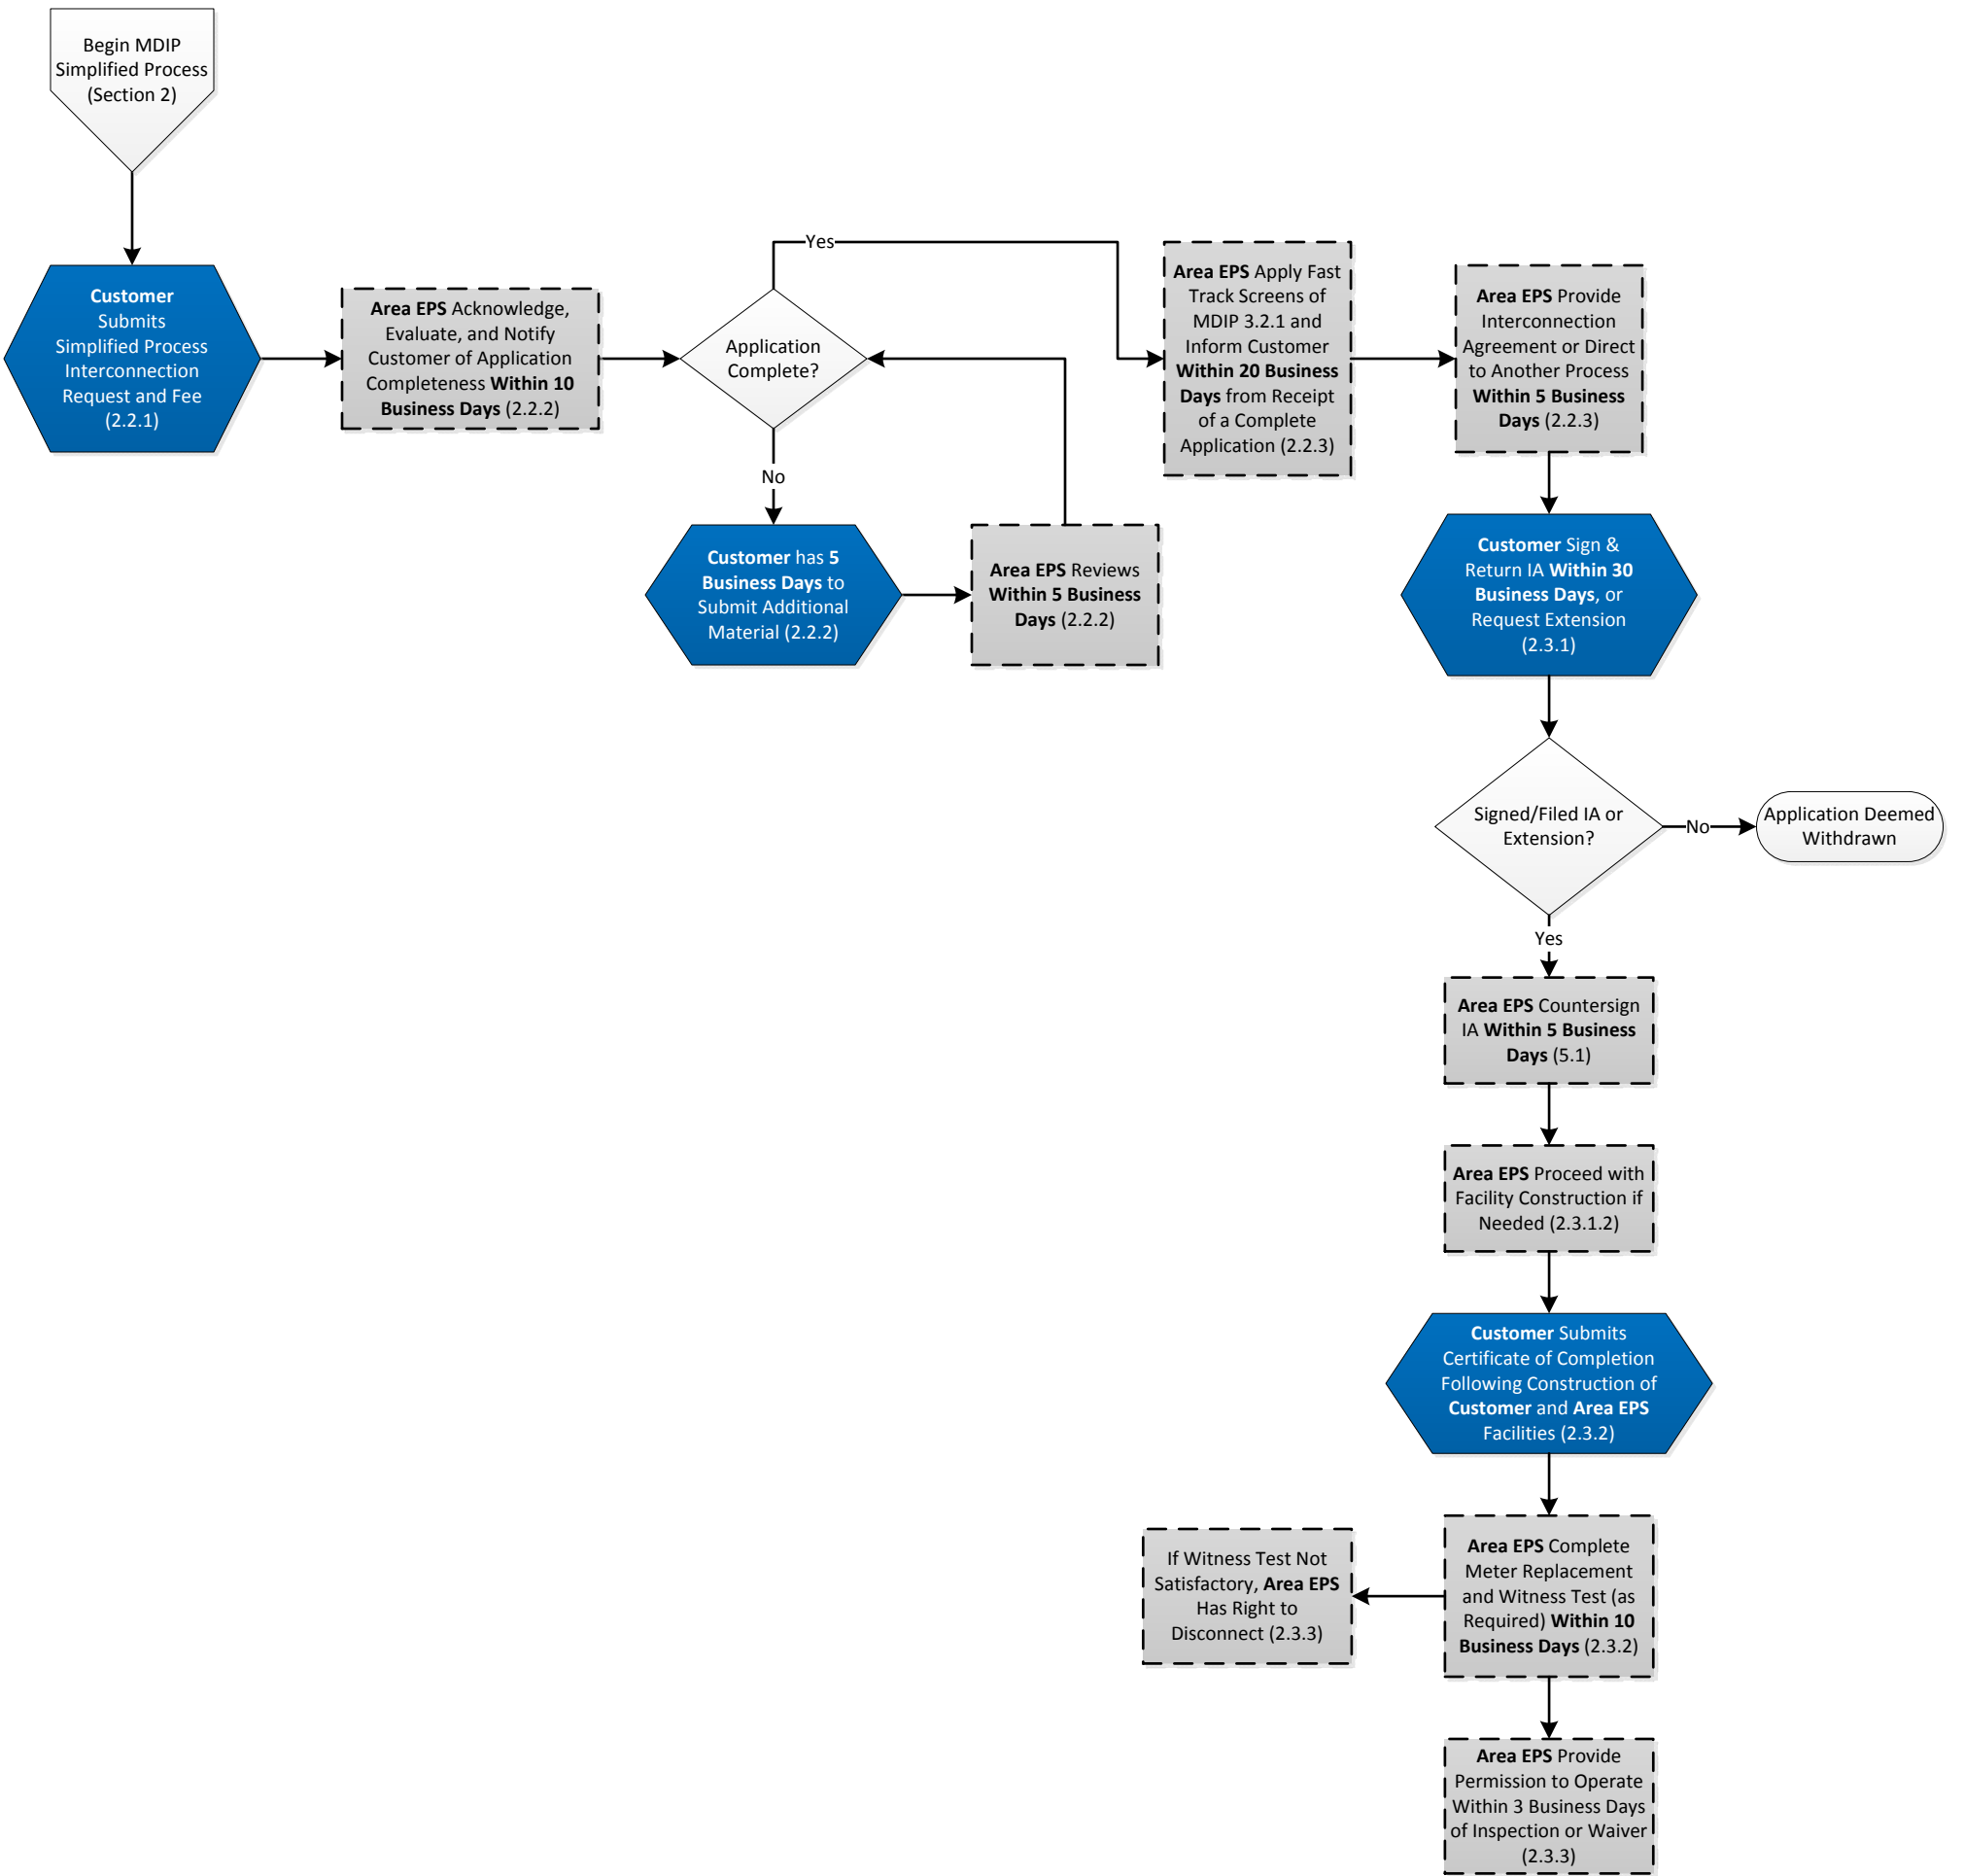 Begin MDIP
Simplified Process
(Section 2)
Customer
Submits
Simplified Process
Interconnection
Request and Fee
(2.2.1)
Area EPS Acknowledge,
Evaluate, and Notify
Customer of Application
Completeness Within 10
Business Days (2.2.2)
Application
Complete?
Yes
No
Customer has 5
Business Days to
Submit Additional
Material (2.2.2)
Area EPS Reviews
Within 5 Business
Days (2.2.2)
Area EPS Apply Fast
Track Screens of
MDIP 3.2.1 and
Inform Customer
Within 20 Business
Days from Receipt
of a Complete
Application (2.2.3)
Area EPS Provide
Interconnection
Agreement or Direct
to Another Process
Within 5 Business
Days (2.2.3)
Customer Sign &
Return IA Within 30
Business Days, or
Request Extension
(2.3.1)
Signed/Filed IA or
Extension?
No
Application Deemed
Withdrawn
Yes
Area EPS Countersign
IA Within 5 Business
Days (5.1)
Area EPS Proceed with
Facility Construction if
Needed (2.3.1.2)
Customer Submits
Certificate of Completion
Following Construction of
Customer and Area EPS
Facilities (2.3.2)
Area EPS Complete
Meter Replacement
and Witness Test (as
Required) Within 10
Business Days (2.3.2)
If Witness Test Not
Satisfactory, Area EPS
Has Right to
Disconnect (2.3.3)
Area EPS Provide
Permission to Operate
Within 3 Business Days
of Inspection or Waiver
(2.3.3)